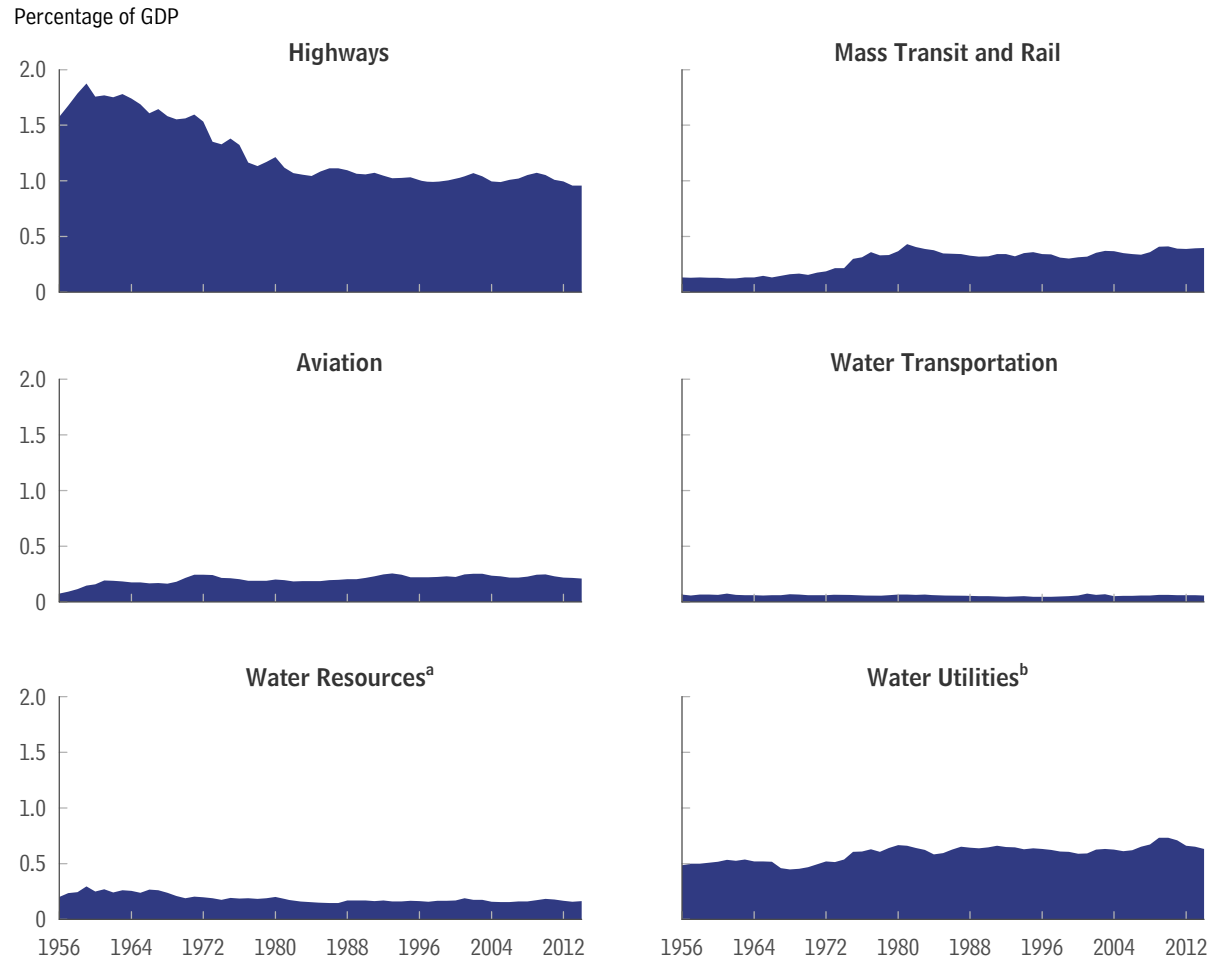 Percentage of GDP
Highways
Mass Transit and Rail
2.0
1.5
1.0
0.5
0
Aviation
Water Transportation
2.0
1.5
1.0
0.5
0
Water Resourcesᵃ
Water Utilitiesᵇ
2.0
1.5
1.0
0.5
0
1956 1964 1972 1980 1988 1996 2004 2012
1956 1964 1972 1980 1988 1996 2004 2012